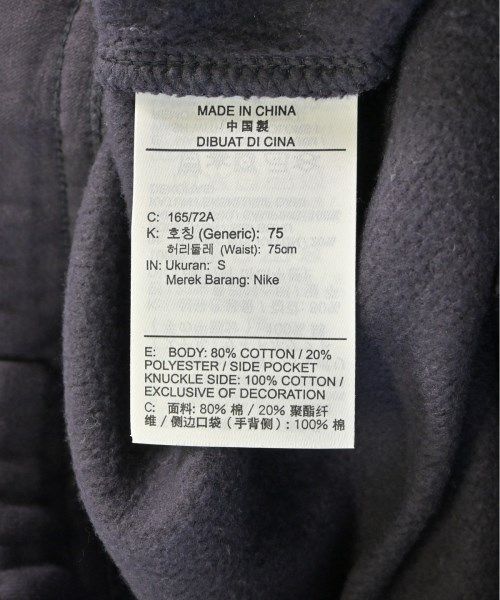 MADE IN CHINA
中国製
DIBUAT DI CINA
C: 165/72A
K: 호칭 (Generic): 75
허리둘레 (Waist): 75cm
IN: Ukuran: S
Merek Barang: Nike
E: BODY: 80% COTTON / 20%
POLYESTER / SIDE POCKET
KNUCKLE SIDE: 100% COTTON /
EXCLUSIVE OF DECORATION
C: 面料: 80% 棉 / 20% 聚酯纤
维 / 侧边口袋 (手背侧) : 100% 棉